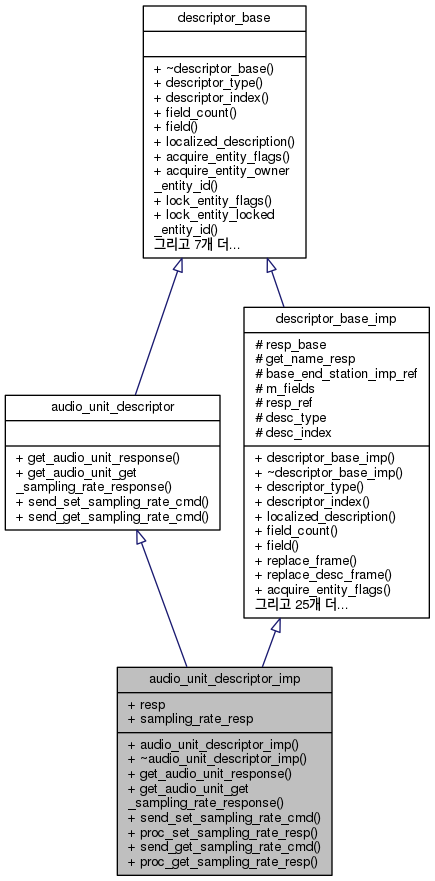 descriptor_base
+ ~descriptor_base()
+ descriptor_type()
+ descriptor_index()
+ field_count()
+ field()
+ localized_description()
+ acquire_entity_flags()
+ acquire_entity_owner
_entity_id()
+ lock_entity_flags()
+ lock_entity_locked
_entity_id()
그리고 7개 더...
descriptor_base_imp
# resp_base
# get_name_resp
# base_end_station_imp_ref
# m_fields
# resp_ref
# desc_type
# desc_index
+ descriptor_base_imp()
+ ~descriptor_base_imp()
+ descriptor_type()
+ descriptor_index()
+ localized_description()
+ field_count()
+ field()
+ replace_frame()
+ replace_desc_frame()
+ acquire_entity_flags()
그리고 25개 더...
audio_unit_descriptor
+ get_audio_unit_response()
+ get_audio_unit_get
_sampling_rate_response()
+ send_set_sampling_rate_cmd()
+ send_get_sampling_rate_cmd()
audio_unit_descriptor_imp
+ resp
+ sampling_rate_resp
+ audio_unit_descriptor_imp()
+ ~audio_unit_descriptor_imp()
+ get_audio_unit_response()
+ get_audio_unit_get
_sampling_rate_response()
+ send_set_sampling_rate_cmd()
+ proc_set_sampling_rate_resp()
+ send_get_sampling_rate_cmd()
+ proc_get_sampling_rate_resp()